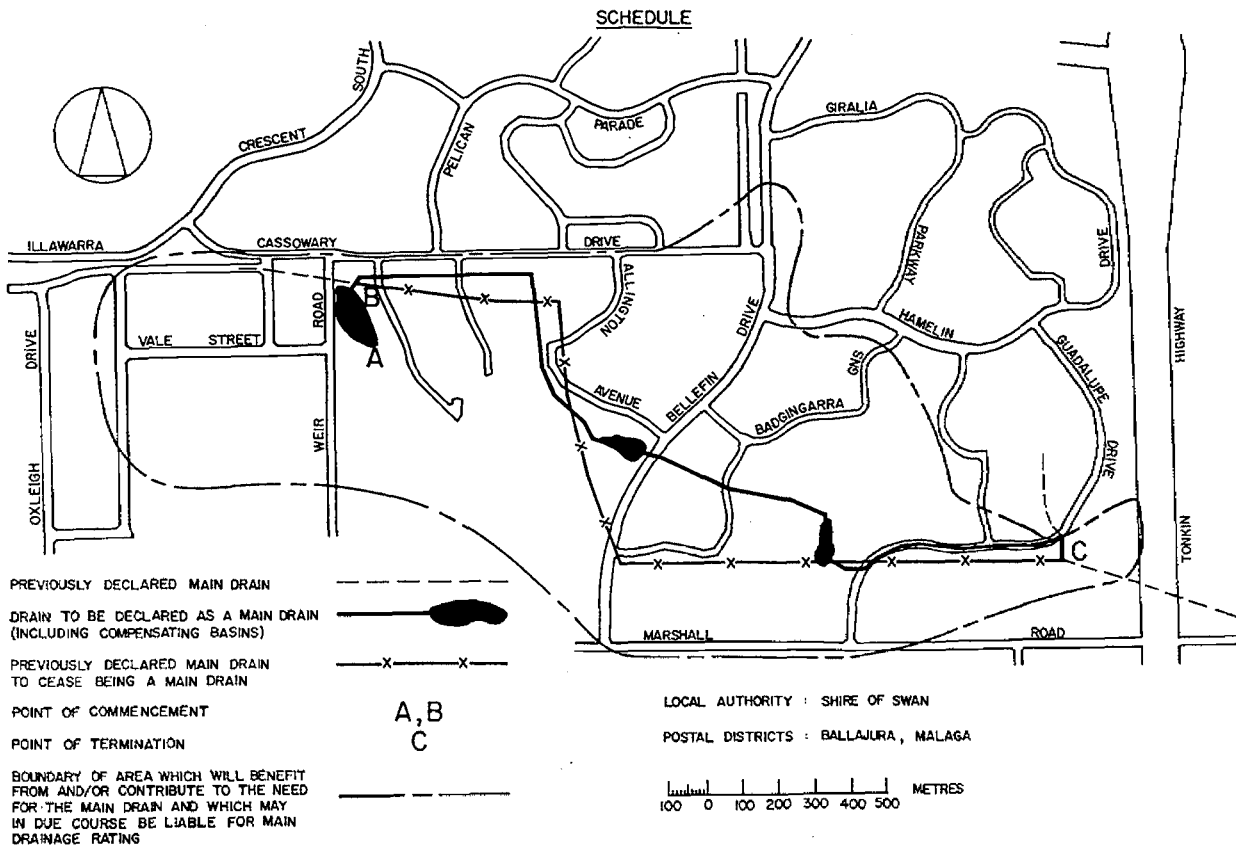 SCHEDULE
SOUTH
CRESCENT
PELICAN
PARADE
GIRALIA
ILLAWARRA
CASSOWARY
DRIVE
PARKWAY
DRIVE
ALLINGTON
B
ROAD
DRIVE
HAMELIN
HIGHWAY
DRIVE
VALE STREET
A
GNS
GUADALUPE
AVENUE
BELLEFIN
BADGINGARRA
WEIR
DRIVE
OXLEIGH
C
TONKIN
MARSHALL
ROAD
PREVIOUSLY DECLARED MAIN DRAIN
DRAIN TO BE DECLARED AS A MAIN DRAIN
(INCLUDING COMPENSATING BASINS)
PREVIOUSLY DECLARED MAIN DRAIN
TO CEASE BEING A MAIN DRAIN
POINT OF COMMENCEMENT A, B
POINT OF TERMINATION C
BOUNDARY OF AREA WHICH WILL BENEFIT
FROM AND/OR CONTRIBUTE TO THE NEED
FOR THE MAIN DRAIN AND WHICH MAY
IN DUE COURSE BE LIABLE FOR MAIN
DRAINAGE RATING
LOCAL AUTHORITY : SHIRE OF SWAN
POSTAL DISTRICTS : BALLAJURA, MALAGA
METRES
100 0 100 200 300 400 500